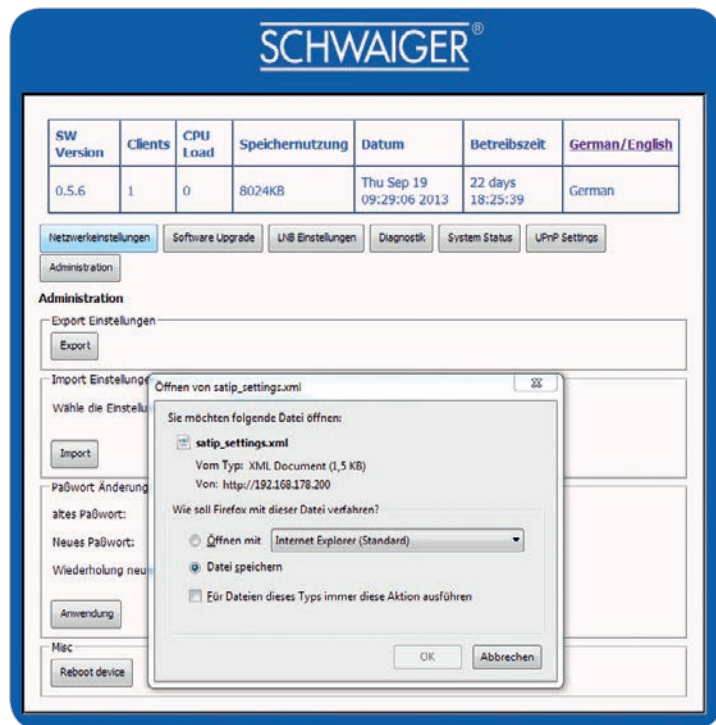 SCHWAIGER®
SW Version Clients CPU Load Speichernutzung Datum Betreibszeit German/English
0.5.6 1 0 8024KB Thu Sep 19 09:29:06 2013 22 days 18:25:39 German
Netzwerkeinstellungen Software Upgrade LNB Einstellungen Diagnostik System Status UPnP Settings
Administration
Administration
Export Einstellungen
Export
Import Einstellunge
Wähle die Einstellu
Import
Paßwort Änderung
altes Paßwort:
Neues Paßwort:
Wiederholung neu
Anwendung
Misc
Reboot device
Öffnen von satip_settings.xml
Sie möchten folgende Datei öffnen:
satip_settings.xml
Vom Typ: XML Document (1,5 KB)
Von: http://192.168.178.200
Wie soll Firefox mit dieser Datei verfahren?
Öffnen mit Internet Explorer (Standard)
Datei speichern
Für Dateien dieses Typs immer diese Aktion ausführen
OK Abbrechen